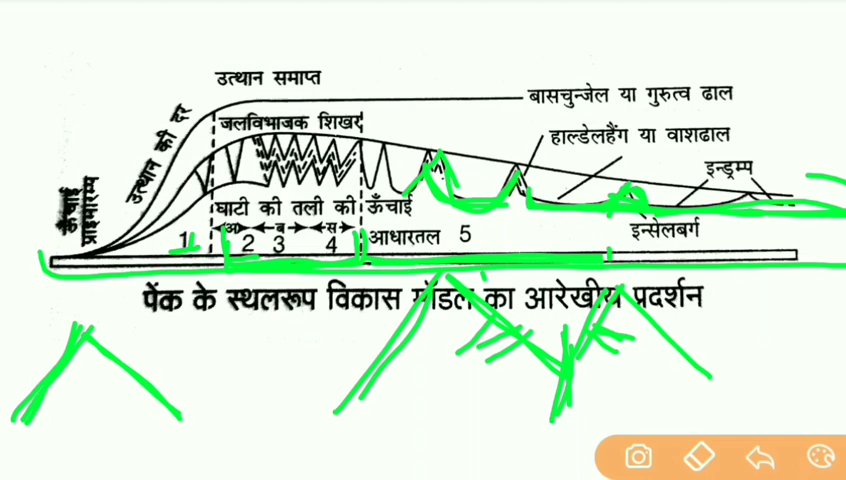 उत्थान समाप्त
बासचुन्जेल या गुरुत्व ढाल
उत्थान की दर
जलविभाजक शिखर
हाल्डेलहैंग या वाशढाल
इन्ड्रम्प
ऊँचाई
प्राइमारम्प
घाटी की तली की ऊँचाई
अ ब स
इन्सेलबर्ग
1 2 3 4 आधारतल 5
पेंक के स्थलरूप विकास मॉडल का आरेखीय प्रदर्शन